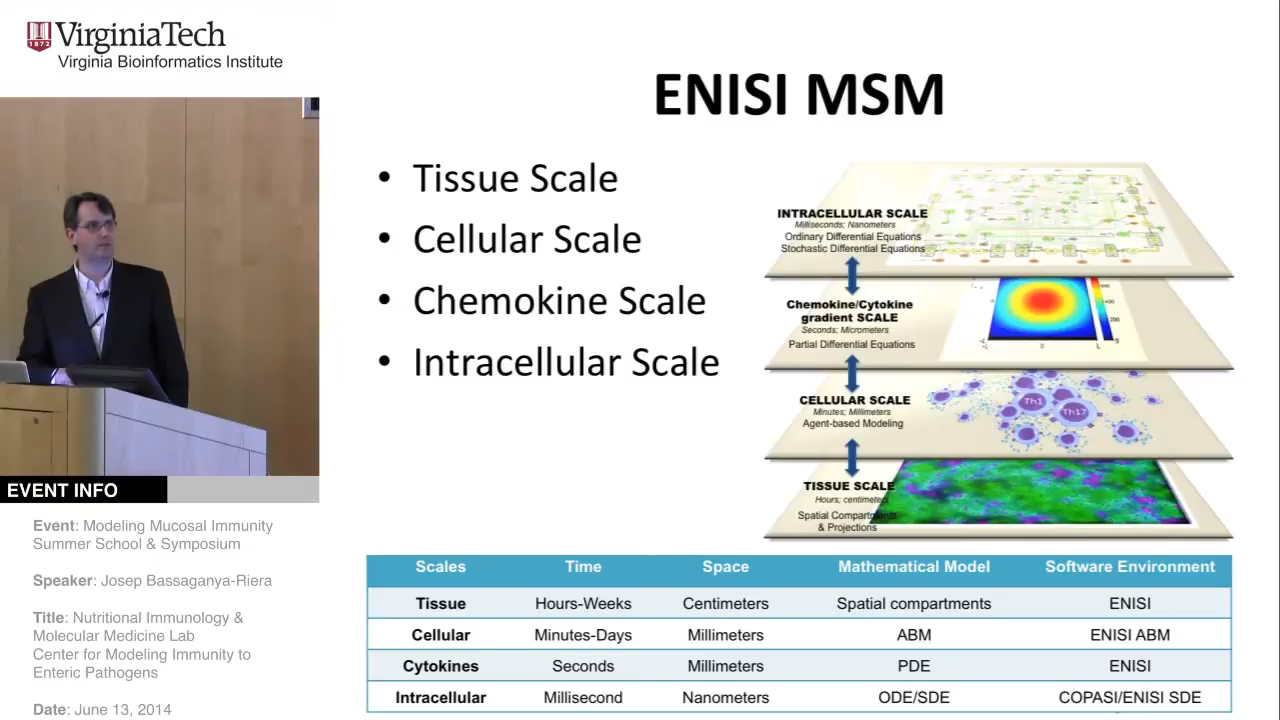 VirginiaTech
1872
Virginia Bioinformatics Institute
ENISI MSM
• Tissue Scale
• Cellular Scale
• Chemokine Scale
• Intracellular Scale
INTRACELLULAR SCALE
Milliseconds; Nanometers
Ordinary Differential Equations
Stochastic Differential Equations
Chemokine/Cytokine
gradient SCALE
Seconds; Micrometers
Partial Differential Equations
CELLULAR SCALE
Minutes; Millimeters
Agent-based Modeling
Th1
Th17
TISSUE SCALE
Hours; centimeters
Spatial Compartments
& Projections
Scales Time Space Mathematical Model Software Environment
Tissue Hours-Weeks Centimeters Spatial compartments ENISI
Cellular Minutes-Days Millimeters ABM ENISI ABM
Cytokines Seconds Millimeters PDE ENISI
Intracellular Millisecond Nanometers ODE/SDE COPASI/ENISI SDE
EVENT INFO
Event: Modeling Mucosal Immunity
Summer School & Symposium
Speaker: Josep Bassaganya-Riera
Title: Nutritional Immunology &
Molecular Medicine Lab
Center for Modeling Immunity to
Enteric Pathogens
Date: June 13, 2014